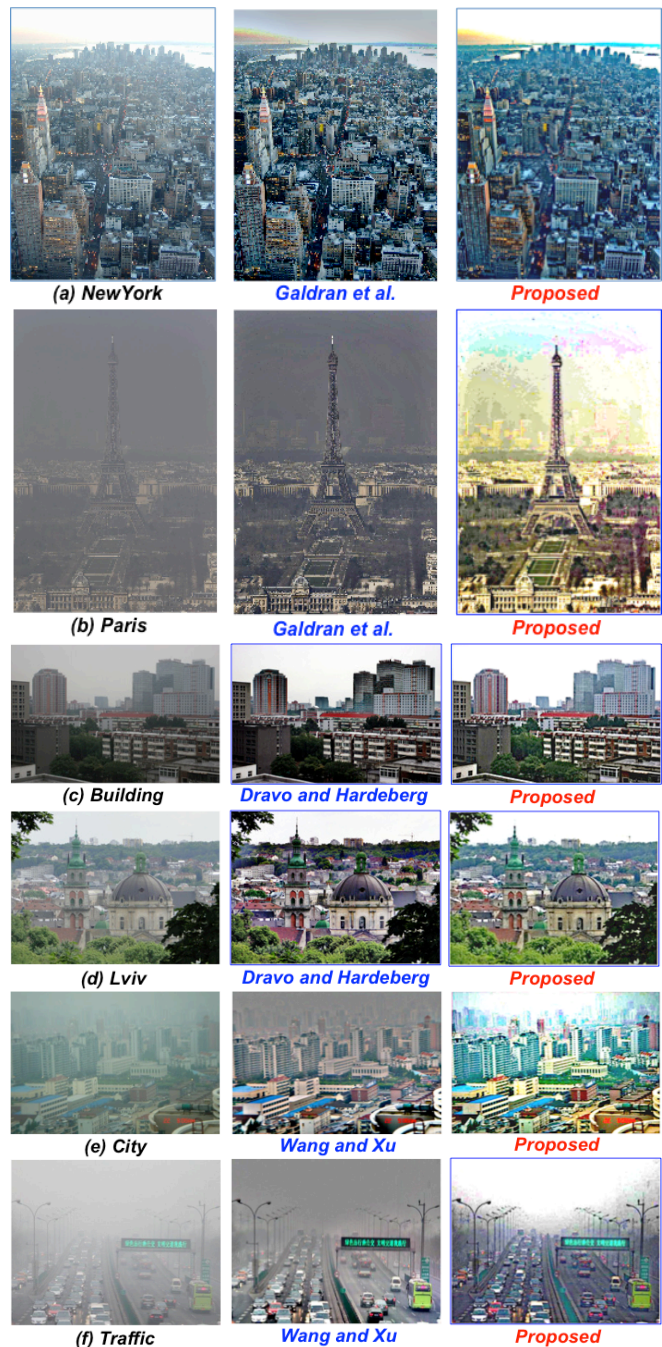 (a) NewYork
Galdran et al.
Proposed
(b) Paris
Galdran et al.
Proposed
(c) Building
Dravo and Hardeberg
Proposed
(d) Lviv
Dravo and Hardeberg
Proposed
(e) City
Wang and Xu
Proposed
(f) Traffic
Wang and Xu
Proposed